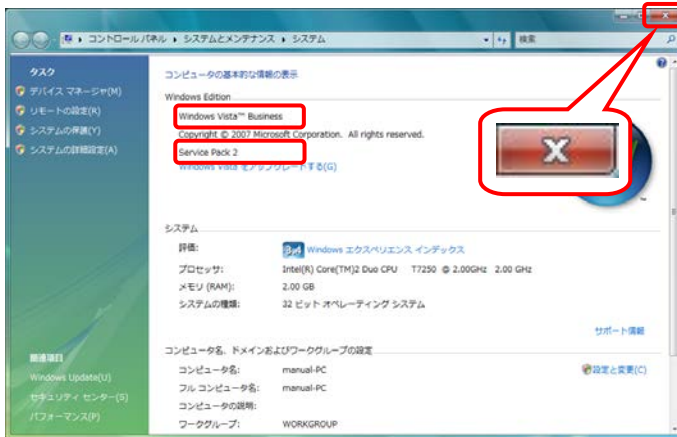 コントロール パネル ▸ システムとメンテナンス ▸ システム
検索
タスク
デバイス マネージャ(M)
リモートの設定(R)
システムの保護(Y)
システムの詳細設定(A)
関連項目
Windows Update(U)
セキュリティ センター(S)
パフォーマンス(P)
コンピュータの基本的な情報の表示
Windows Edition
Windows Vista™ Business
Copyright © 2007 Microsoft Corporation. All rights reserved.
Service Pack 2
Windows Vista をアップグレードする(G)
システム
評価: Windows エクスペリエンス インデックス
プロセッサ: Intel(R) Core(TM)2 Duo CPU T7250 @ 2.00GHz 2.00 GHz
メモリ (RAM): 2.00 GB
システムの種類: 32 ビット オペレーティング システム
サポート情報
コンピュータ名、ドメインおよびワークグループの設定
コンピュータ名: manual-PC
設定と変更(C)
フル コンピュータ名: manual-PC
コンピュータの説明:
ワークグループ: WORKGROUP